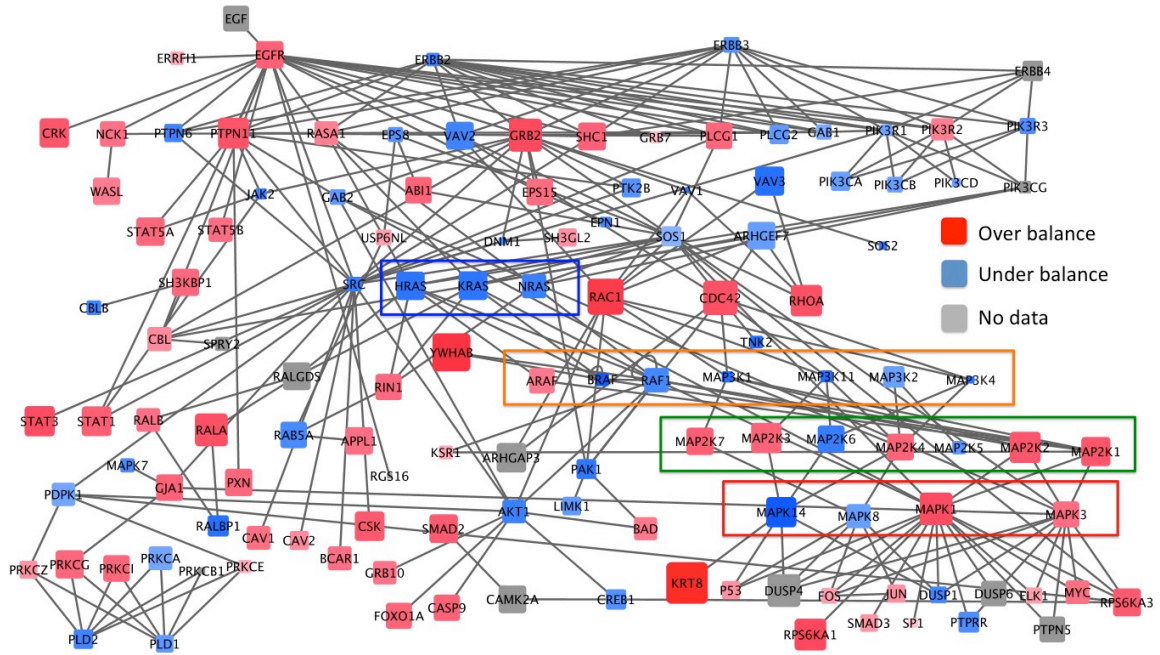 EGF
ERRFI1
EGFR
ERBB2
ERBB3
ERBB4
CRK
NCK1
PTPN6
PTPN11
RASA1
EPS8
VAV2
GRB2
SHC1
GRB7
PLCG1
PLCG2
GAB1
PIK3R1
PIK3R2
PIK3R3
WASL
JAK2
GAB2
ABI1
EPS15
PTK2B
VAV1
VAV3
PIK3CA
PIK3CB
PIK3CD
PIK3CG
STAT5A
STAT5B
USP6NL
DNM1
EPN1
SH3GL2
SOS1
ARHGEF7
SOS2
Over balance
Under balance
No data
SH3KBP1
SRC
HRAS
KRAS
NRAS
RAC1
CDC42
RHOA
CBLB
CBL
SPRY2
YWHAB
TNK2
RALGDS
RIN1
ARAF
BRAF
RAF1
MAP3K1
MAP3K11
MAP3K2
MAP3K4
STAT3
STAT1
RALB
RALA
RAB5A
APPL1
KSR1
ARHGAP3
MAP2K7
MAP2K3
MAP2K6
MAP2K4
MAP2K5
MAP2K2
MAP2K1
MAPK7
PDPK1
GJA1
PXN
RGS16
PAK1
RALBP1
CAV1
CAV2
CSK
SMAD2
AKT1
LIMK1
BAD
MAPK14
MAPK8
MAPK1
MAPK3
PRKCZ
PRKCG
PRKCI
PRKCA
PRKCB1
PRKCE
BCAR1
GRB10
FOXO1A
CASP9
CAMK2A
CREB1
KRT8
P53
DUSP4
FOS
JUN
DUSP1
DUSP6
ELK1
MYC
RPS6KA3
PLD2
PLD1
RPS6KA1
SMAD3
SP1
PTPRR
PTPN5